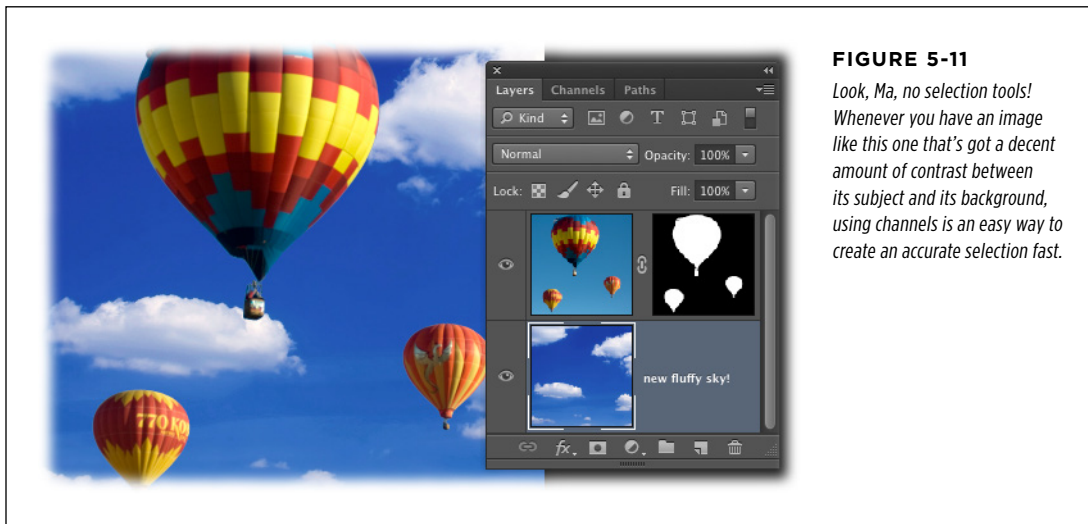 FIGURE 5-11
Look, Ma, no selection tools!
Whenever you have an image
like this one that's got a decent
amount of contrast between
its subject and its background,
using channels is an easy way to
create an accurate selection fast.
Layers Channels Paths
Kind
Normal Opacity: 100%
Lock: Fill: 100%
new fluffy sky!
fx